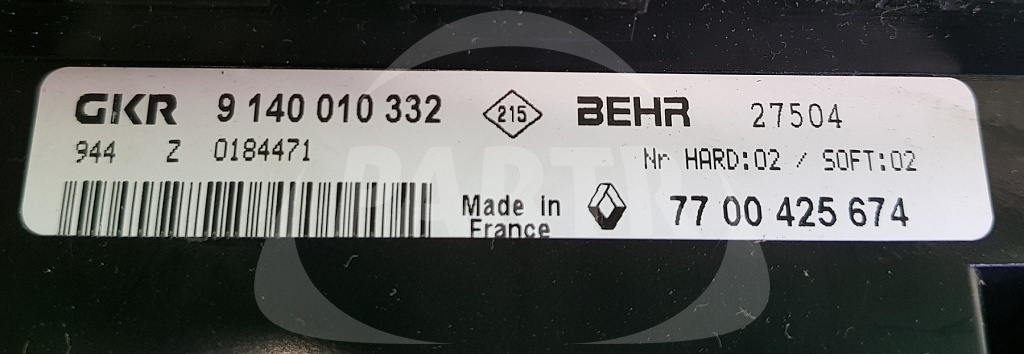 GKR 9 140 010 332 215 BEHR 27504
944 Z 0184471 Nr HARD:02 / SOFT:02
Made in 77 00 425 674
France
PARTR